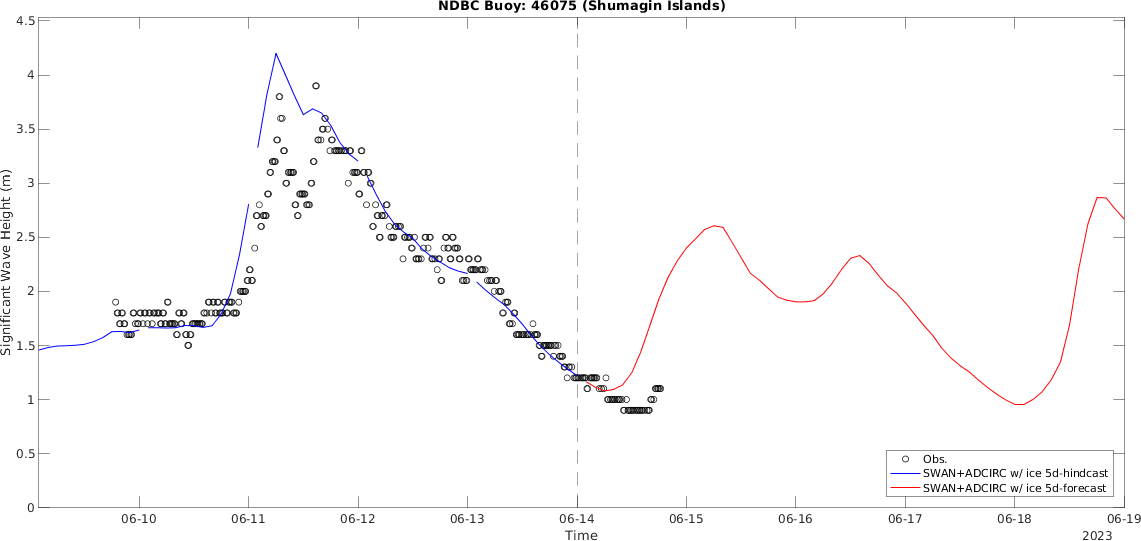 NDBC Buoy: 46075 (Shumagin Islands)
4.5
4
3.5
3
2.5
2
1.5
1
0.5
0
Significant Wave Height (m)
Obs.
SWAN+ADCIRC w/ ice 5d-hindcast
SWAN+ADCIRC w/ ice 5d-forecast
06-10 06-11 06-12 06-13 06-14 06-15 06-16 06-17 06-18 06-19
Time
2023